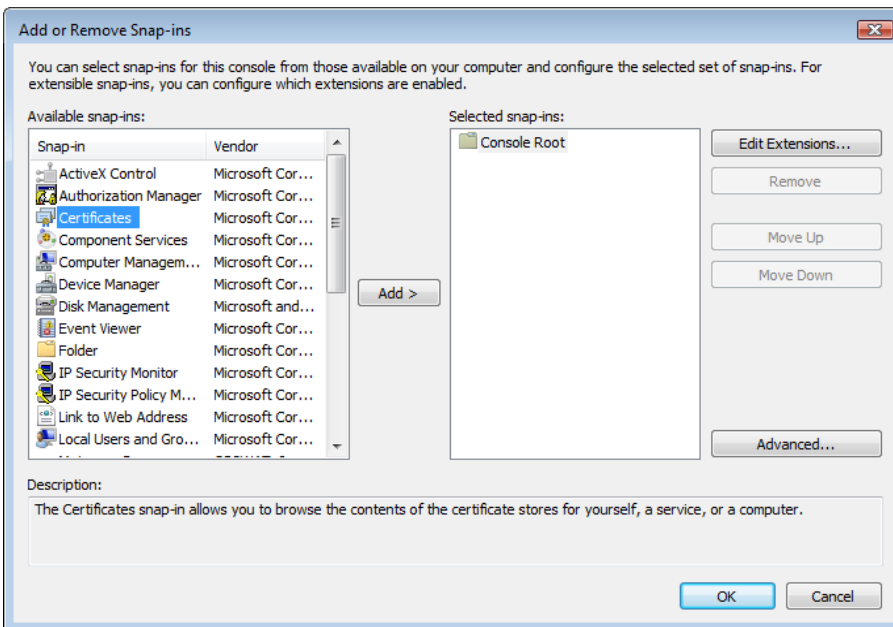 Add or Remove Snap-ins
You can select snap-ins for this console from those available on your computer and configure the selected set of snap-ins. For
extensible snap-ins, you can configure which extensions are enabled.
Available snap-ins:
Selected snap-ins:
Snap-in Vendor
ActiveX Control Microsoft Cor...
Authorization Manager Microsoft Cor...
Certificates Microsoft Cor...
Component Services Microsoft Cor...
Computer Managem... Microsoft Cor...
Device Manager Microsoft Cor...
Disk Management Microsoft and...
Event Viewer Microsoft Cor...
Folder Microsoft Cor...
IP Security Monitor Microsoft Cor...
IP Security Policy M... Microsoft Cor...
Link to Web Address Microsoft Cor...
Local Users and Gro... Microsoft Cor...
Add >
Console Root
Edit Extensions...
Remove
Move Up
Move Down
Advanced...
Description:
The Certificates snap-in allows you to browse the contents of the certificate stores for yourself, a service, or a computer.
OK
Cancel